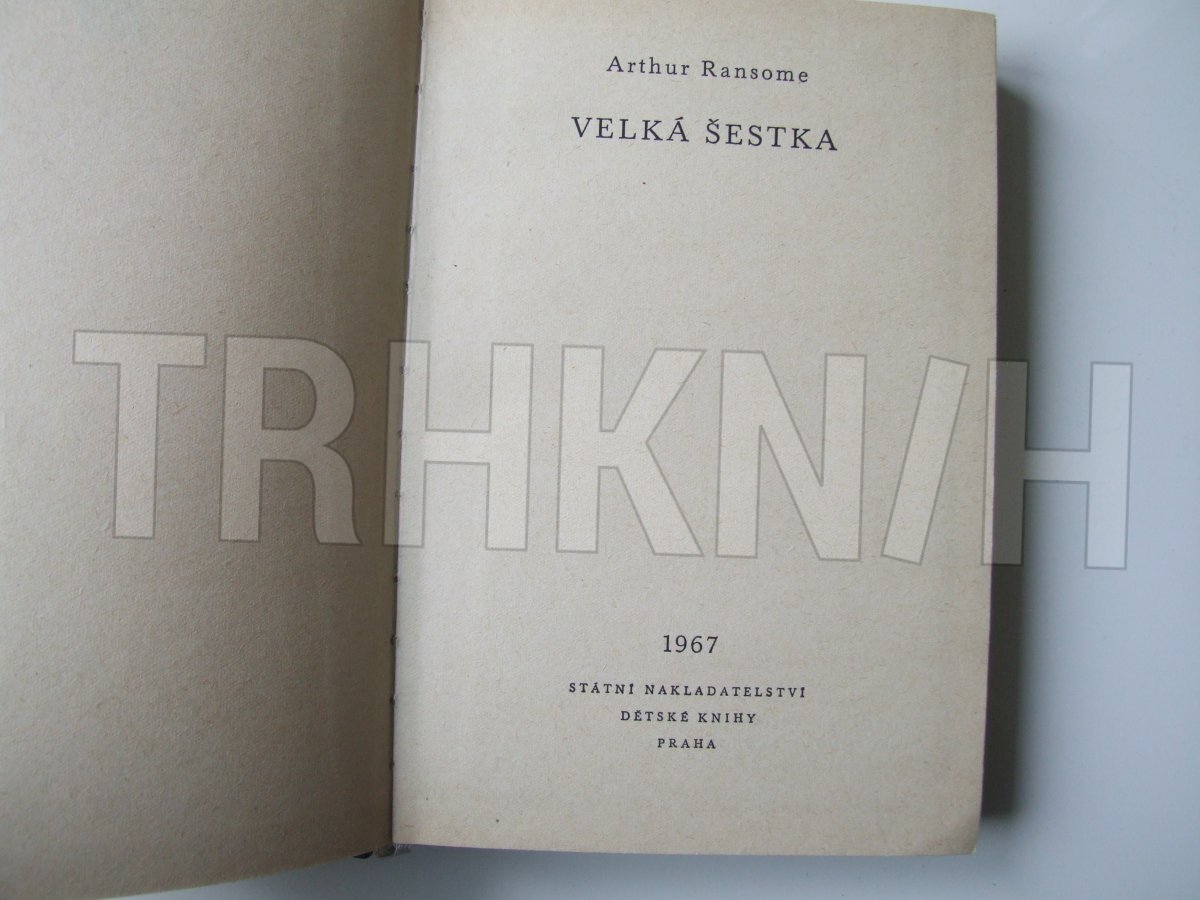 Arthur Ransome
VELKÁ ŠESTKA
TRHKNIH
1967
STÁTNÍ NAKLADATELSTVÍ
DĚTSKÉ KNIHY
PRAHA